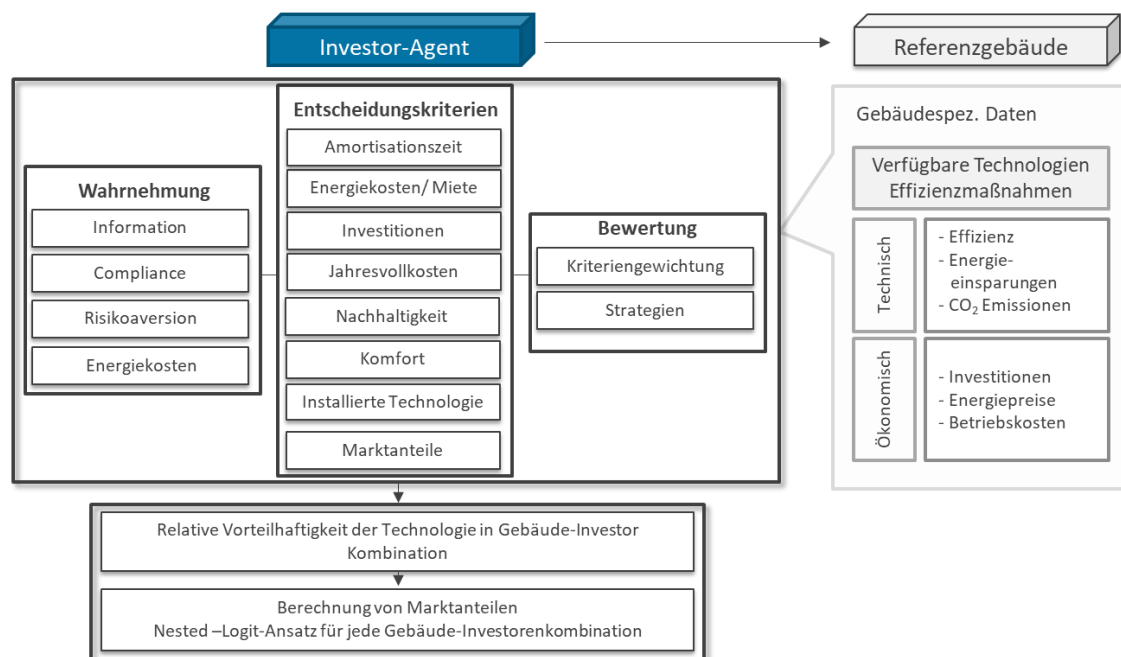 Investor-Agent
Referenzgebäude
Wahrnehmung
Information
Compliance
Risikoaversion
Energiekosten
Entscheidungskriterien
Amortisationszeit
Energiekosten/ Miete
Investitionen
Jahresvollkosten
Nachhaltigkeit
Komfort
Installierte Technologie
Marktanteile
Bewertung
Kriteriengewichtung
Strategien
Gebäudespez. Daten
Verfügbare Technologien
Effizienzmaßnahmen
Technisch
- Effizienz
- Energie-
einsparungen
- CO₂ Emissionen
Ökonomisch
- Investitionen
- Energiepreise
- Betriebskosten
Relative Vorteilhaftigkeit der Technologie in Gebäude-Investor
Kombination
Berechnung von Marktanteilen
Nested –Logit-Ansatz für jede Gebäude-Investorenkombination